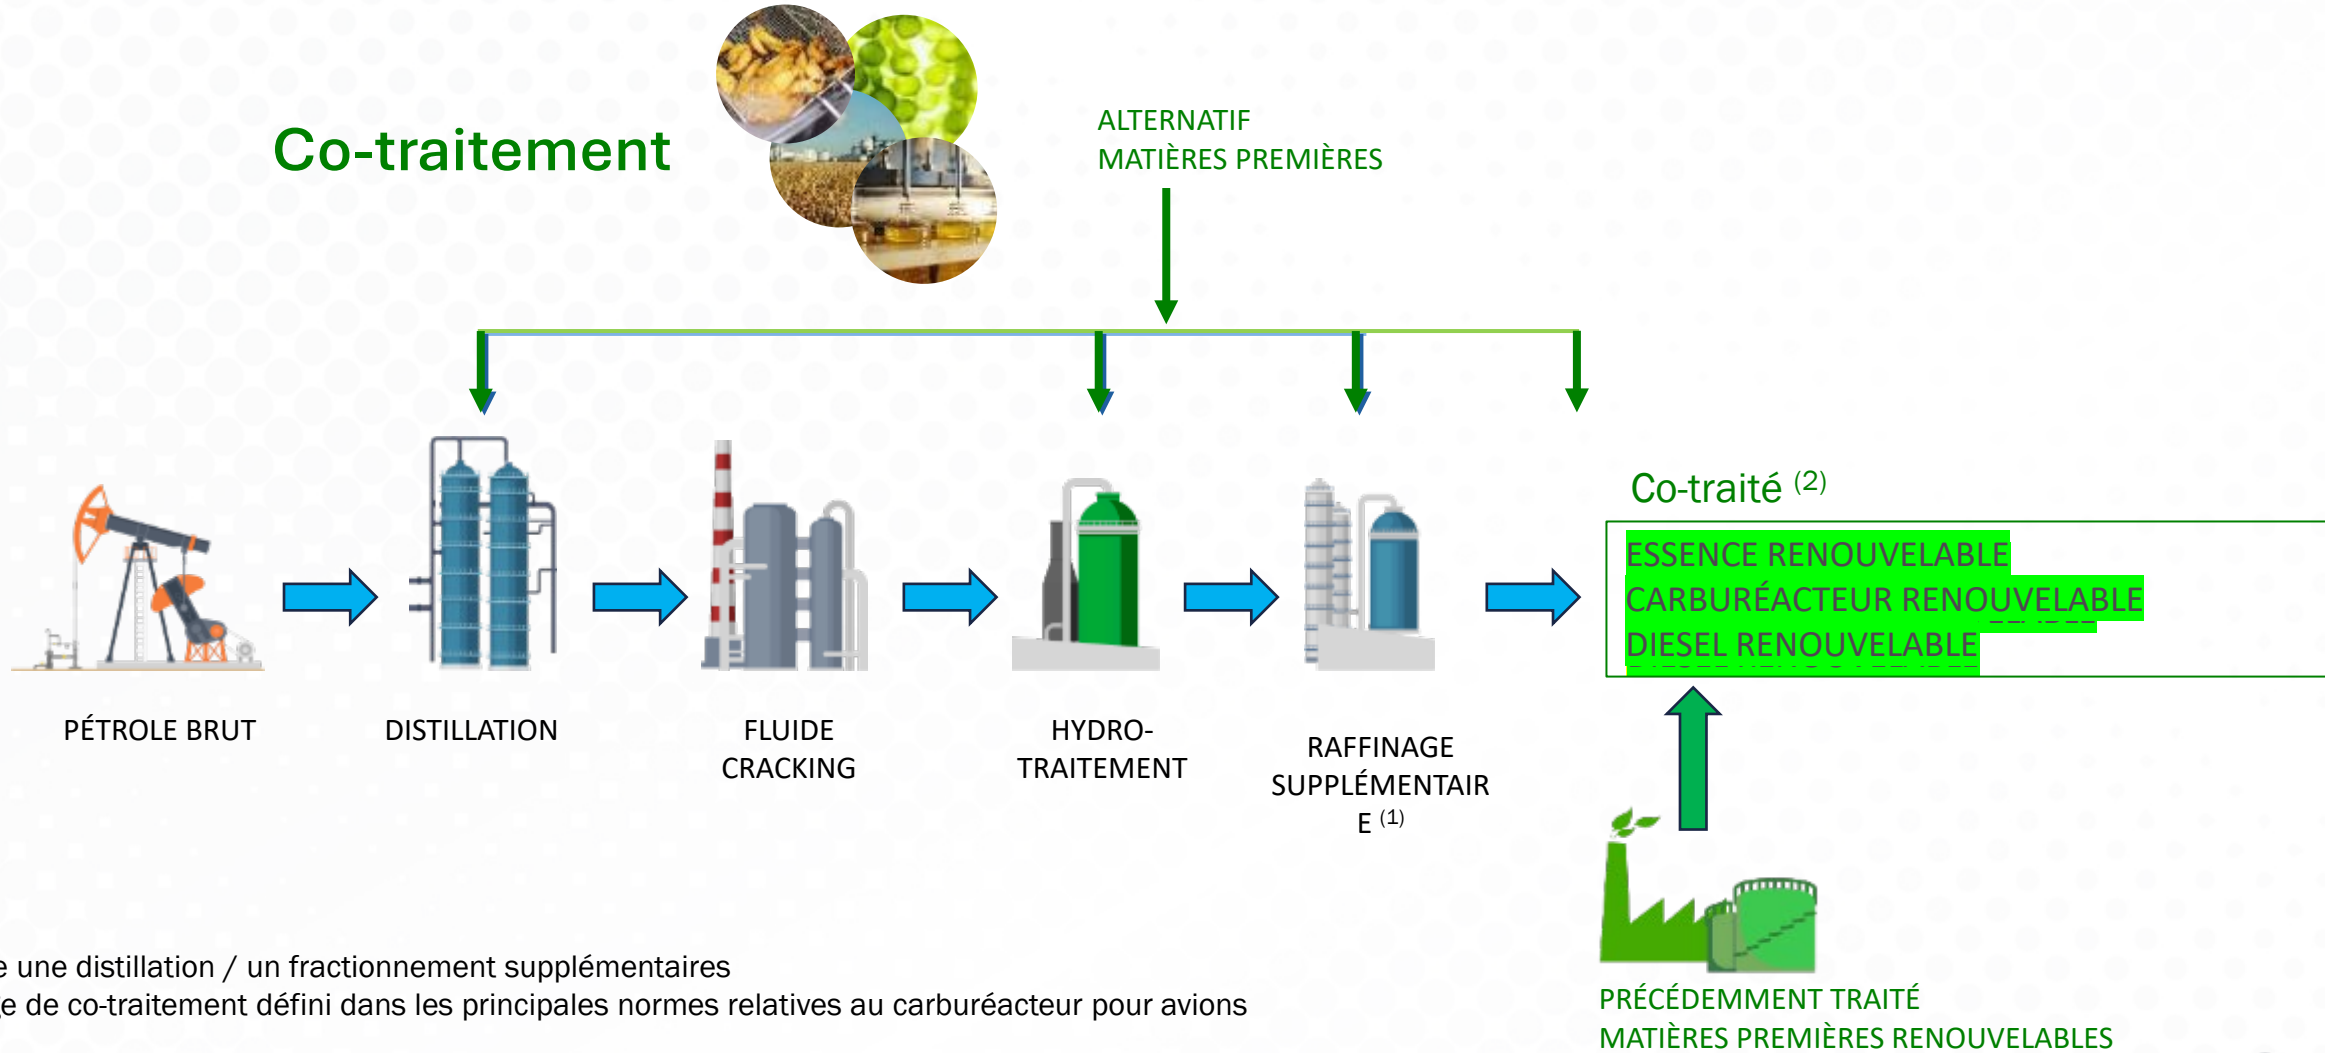 Co-traitement
ALTERNATIF
MATIÈRES PREMIÈRES
Co-traité (2)
ESSENCE RENOUVELABLE
CARBURÉACTEUR RENOUVELABLE
DIESEL RENOUVELABLE
PÉTROLE BRUT
DISTILLATION
FLUIDE
CRACKING
HYDRO-
TRAITEMENT
RAFFINAGE
SUPPLÉMENTAIR
E (1)
une distillation / un fractionnement supplémentaires
de co-traitement défini dans les principales normes relatives au carburéacteur pour avions
PRÉCÉDEMMENT TRAITÉ
MATIÈRES PREMIÈRES RENOUVELABLES